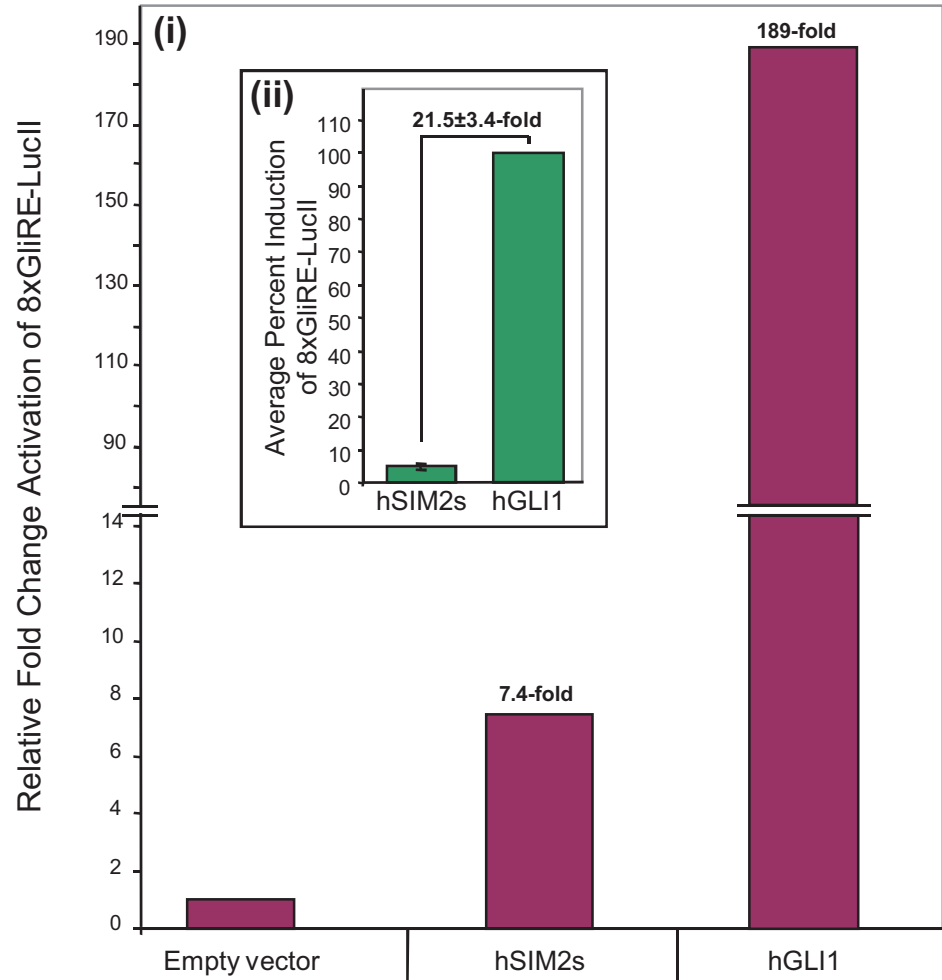 Relative Fold Change Activation of 8xGliRE-LucII
190
170
150
130
110
90
14
12
10
8
6
4
2
0
(i)
189-fold
7.4-fold
Empty vector
hSIM2s
hGLI1
(ii)
Average Percent Induction
of 8xGliRE-LucII
110
100
90
80
70
60
50
40
30
20
10
0
21.5±3.4-fold
hSIM2s
hGLI1